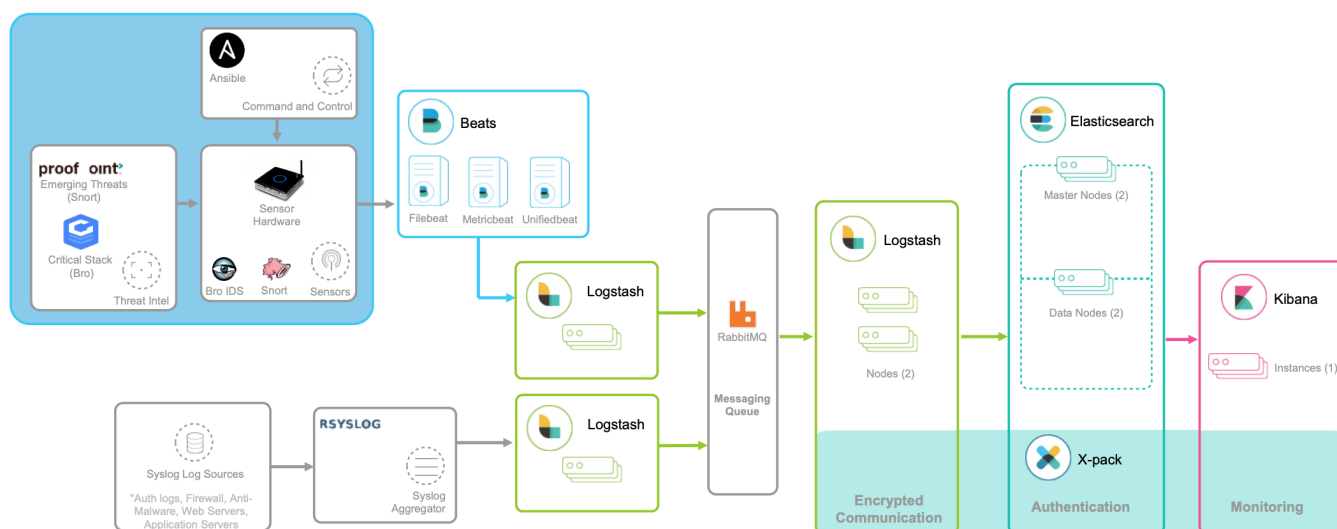 Ansible
Command and Control
proofpoint
Emerging Threats
(Snort)
Critical Stack
(Bro)
Threat Intel
Sensor
Hardware
Bro IDS
Snort
Sensors
Beats
Filebeat
Metricbeat
Unifiedbeat
Logstash
Syslog Log Sources
"Auth logs, Firewall, Anti-
Malware, Web Servers,
Application Servers
RSYSLOG
Syslog
Aggregator
Logstash
RabbitMQ
Messaging
Queue
Logstash
Nodes (2)
Encrypted
Communication
Elasticsearch
Master Nodes (2)
Data Nodes (2)
X-pack
Authentication
Kibana
Instances (1)
Monitoring